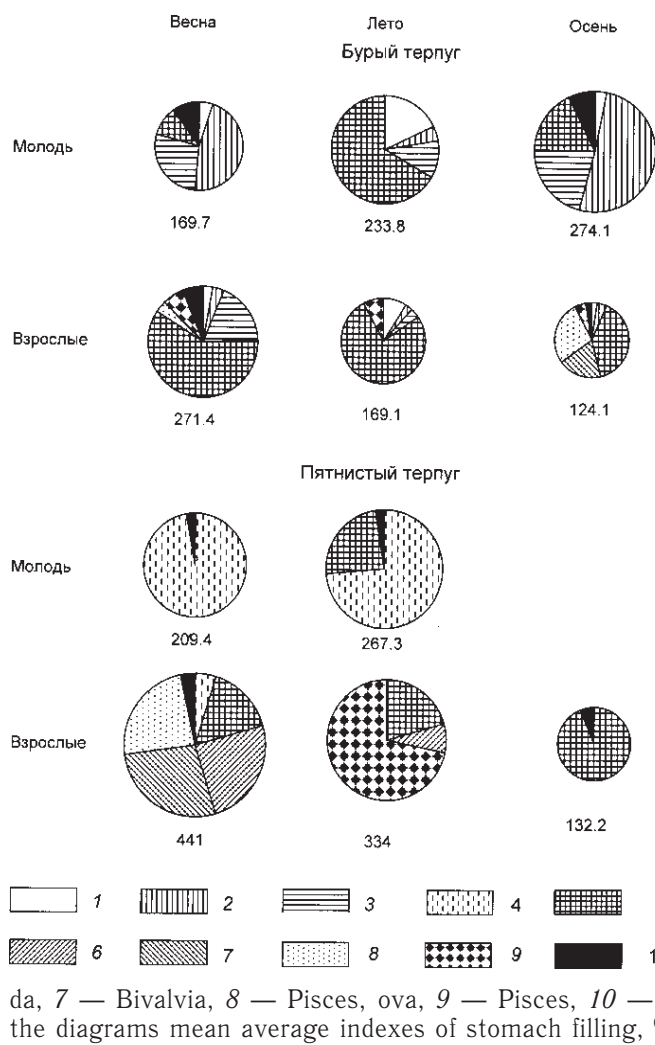 Весна Лето Осень
Бурый терпуг
Молодь
169.7 233.8 274.1
Взрослые
271.4 169.1 124.1
Пятнистый терпуг
Молодь
209.4 267.3
Взрослые
441 334 132.2
1 2 3 4
6 7 8 9 1
da, 7 — Bivalvia, 8 — Pisces, ova, 9 — Pisces, 10 —
the diagrams mean average indexes of stomach filling, °